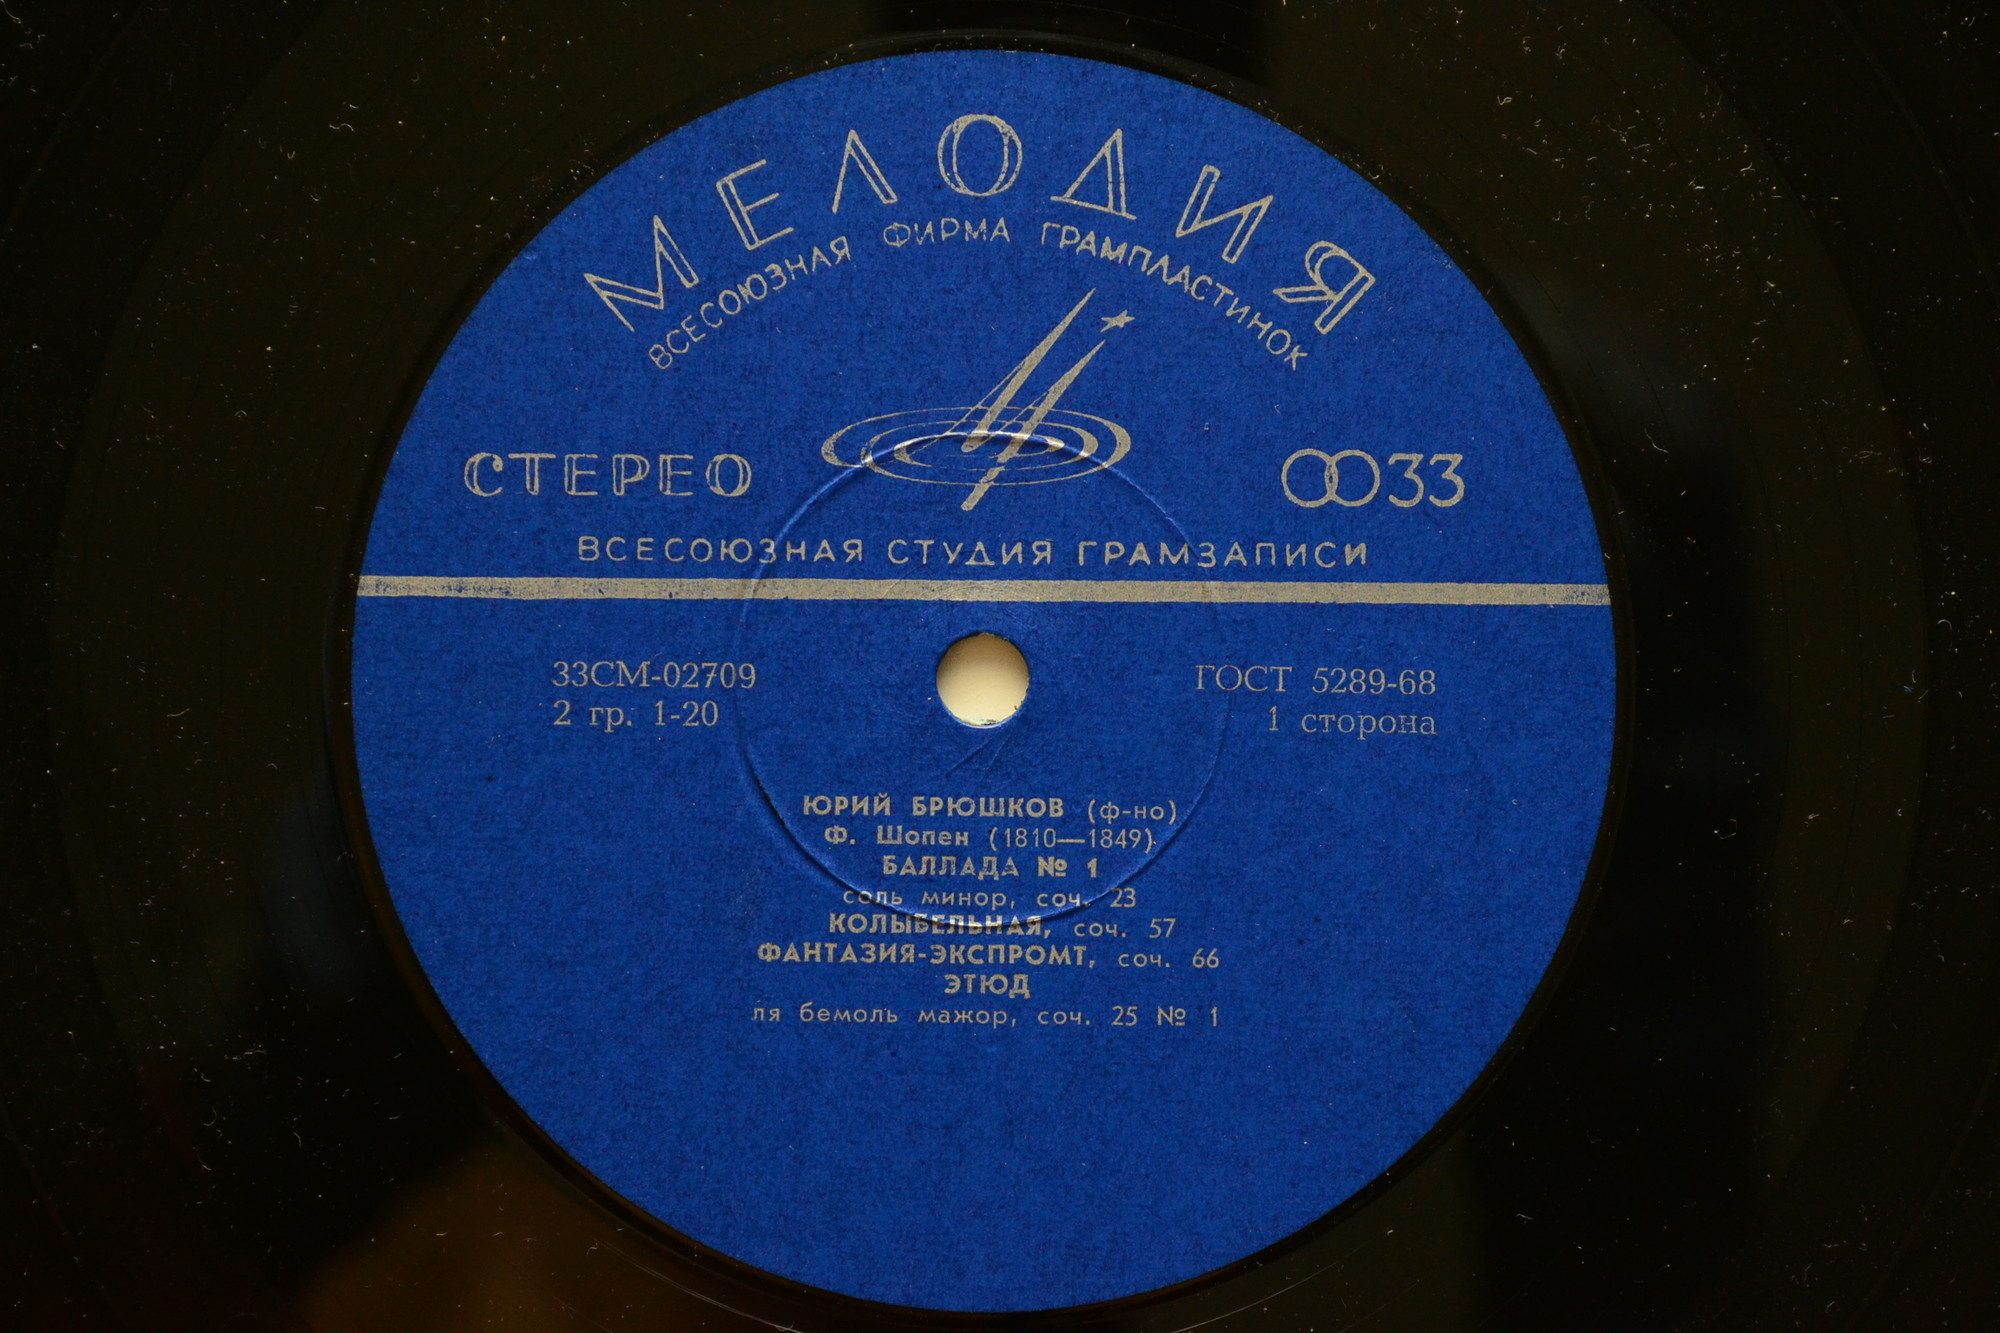 МЕЛОДИЯ
ВСЕСОЮЗНАЯ ФИРМА ГРАМПЛАСТИНОК
СТЕРЕО
33
ВСЕСОЮЗНАЯ СТУДИЯ ГРАМЗАПИСИ
33СМ-02709
2 гр. 1-20
ГОСТ 5289-68
1 сторона
ЮРИЙ БРЮШКОВ (ф-но)
Ф. Шопен (1810—1849)
БАЛЛАДА № 1
соль минор, соч. 23
КОЛЫБЕЛЬНАЯ, соч. 57
ФАНТАЗИЯ-ЭКСПРОМТ, соч. 66
ЭТЮД
ля бемоль мажор, соч. 25 № 1